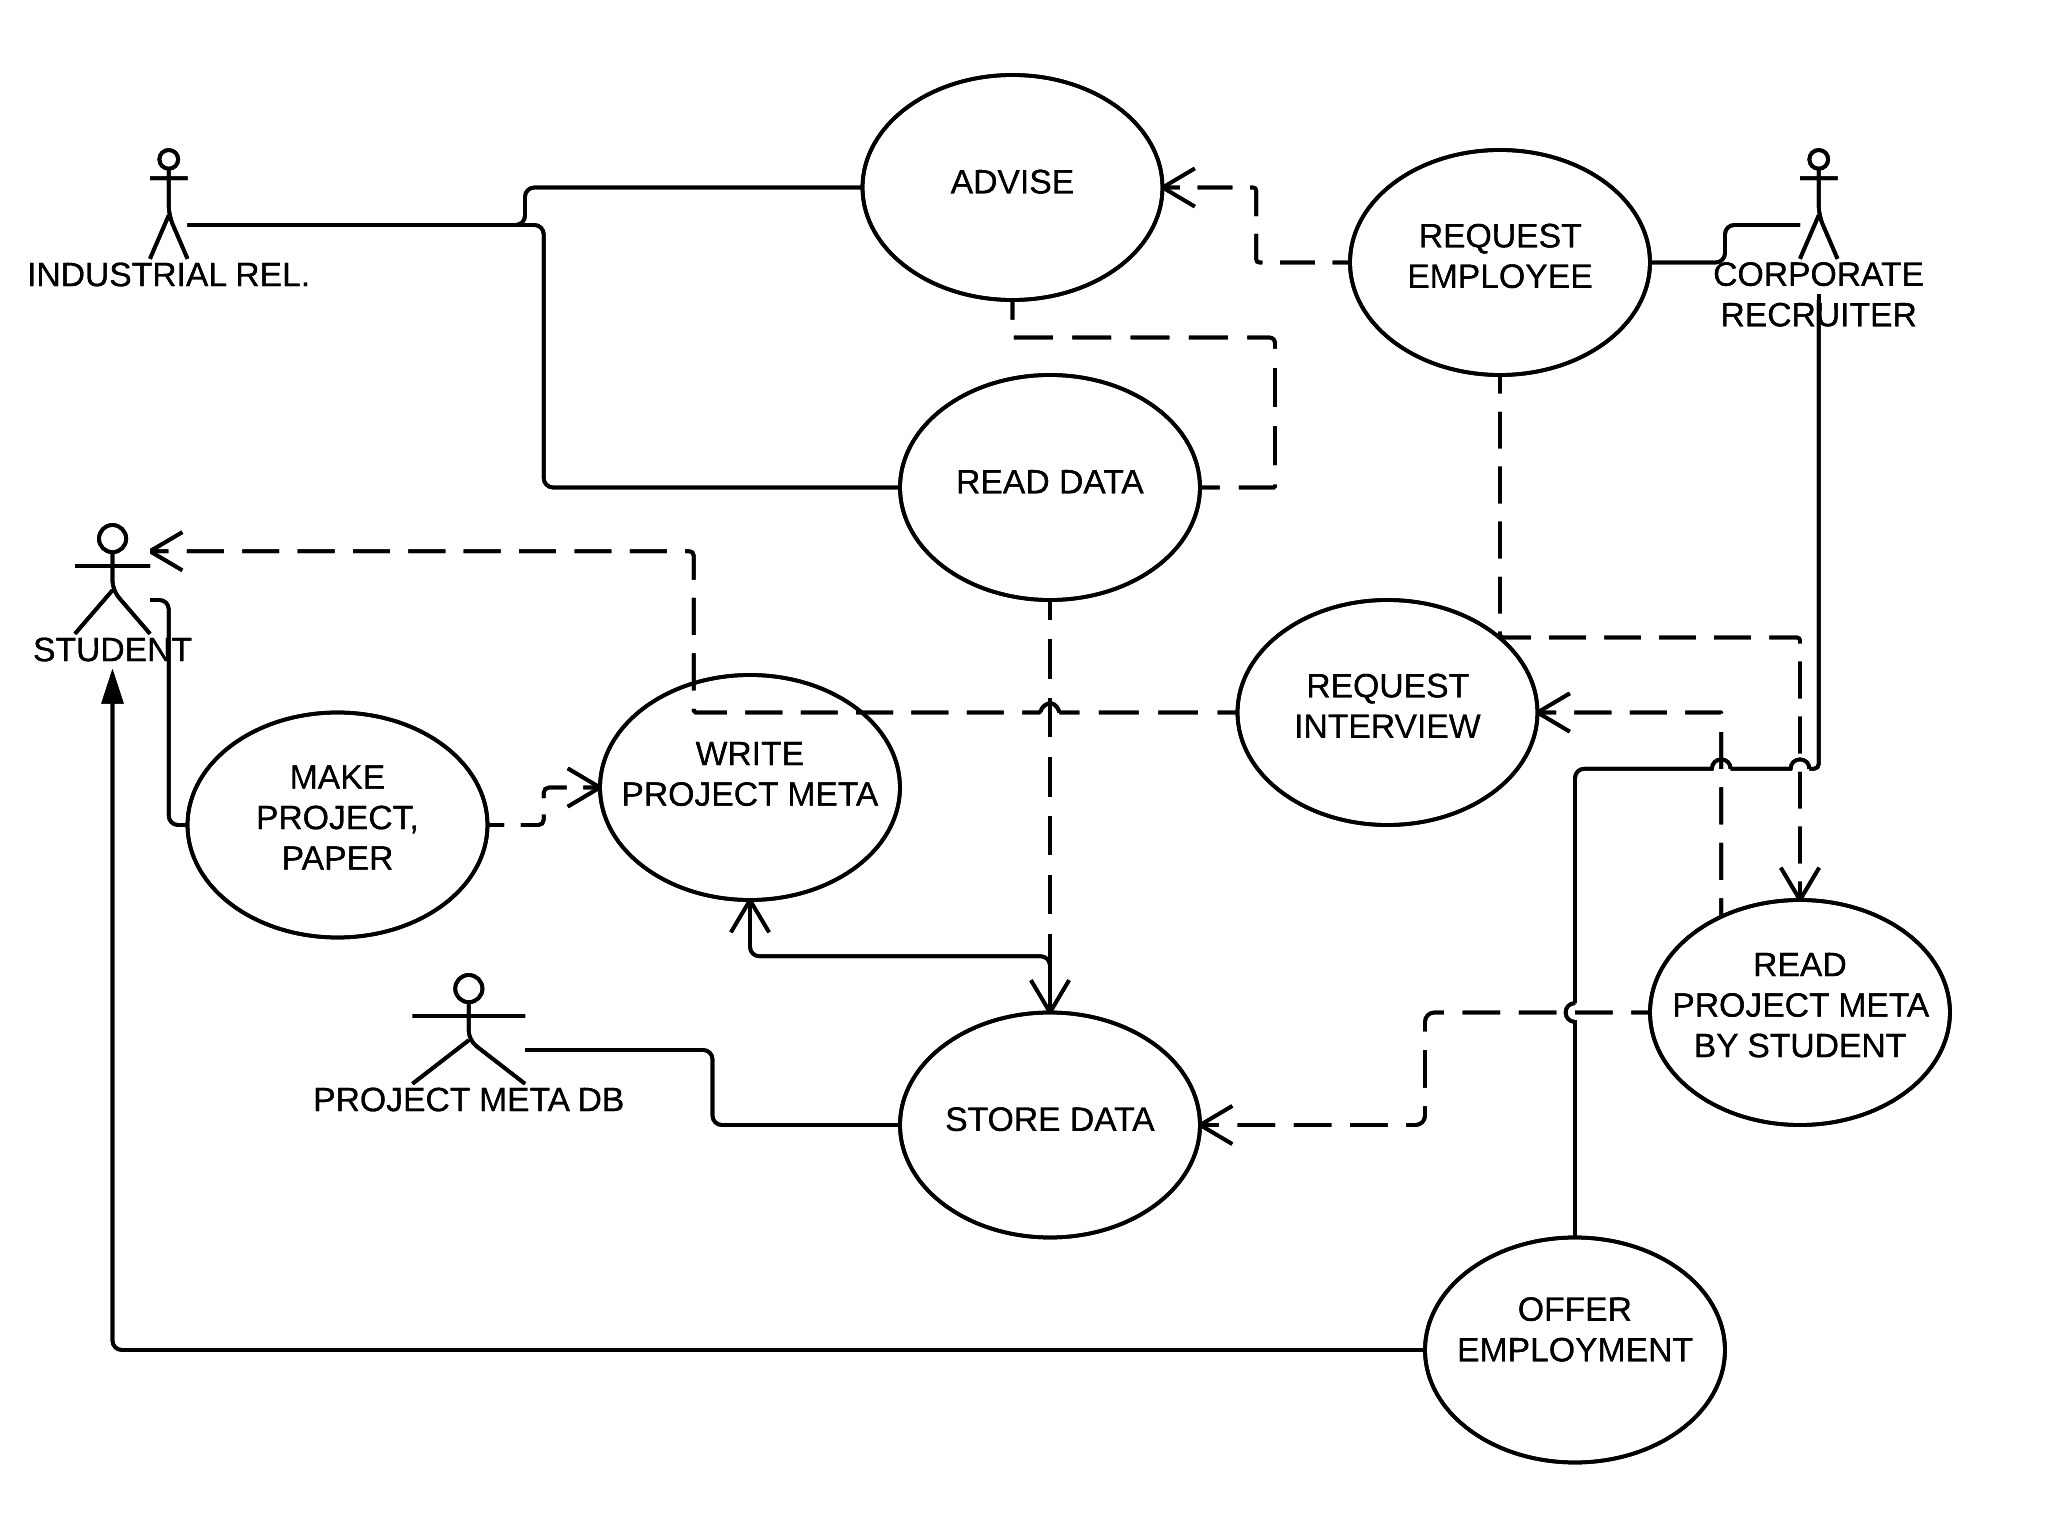 ADVISE
REQUEST
EMPLOYEE
INDUSTRIAL REL.
CORPORATE
RECRUITER
READ DATA
STUDENT
REQUEST
INTERVIEW
WRITE
PROJECT META
MAKE
PROJECT,
PAPER
READ
PROJECT META
BY STUDENT
PROJECT META DB
STORE DATA
OFFER
EMPLOYMENT